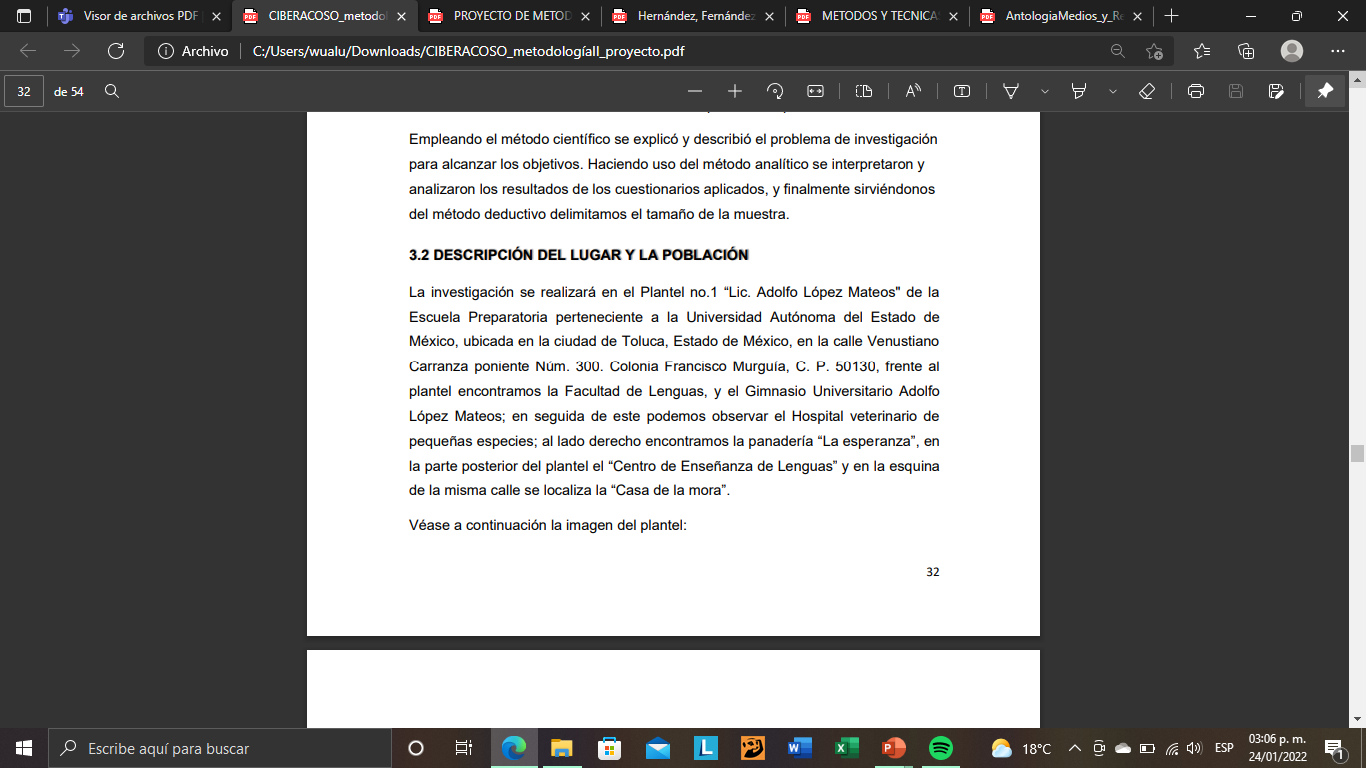 Visor de archivos PDF
CIBERACOSO_metodol
PROYECTO DE METOD
Hernández, Fernández
METODOS Y TECNICA
AntologiaMedios_y_Re
Archivo
C:/Users/wualu/Downloads/CIBERACOSO_metodologíaII_proyecto.pdf
32 de 54
Empleando el método científico se explicó y describió el problema de investigación
para alcanzar los objetivos. Haciendo uso del método analítico se interpretaron y
analizaron los resultados de los cuestionarios aplicados, y finalmente sirviéndonos
del método deductivo delimitamos el tamaño de la muestra.
3.2 DESCRIPCIÓN DEL LUGAR Y LA POBLACIÓN
La investigación se realizará en el Plantel no.1 “Lic. Adolfo López Mateos" de la
Escuela Preparatoria perteneciente a la Universidad Autónoma del Estado de
México, ubicada en la ciudad de Toluca, Estado de México, en la calle Venustiano
Carranza poniente Núm. 300. Colonia Francisco Murguía, C. P. 50130, frente al
plantel encontramos la Facultad de Lenguas, y el Gimnasio Universitario Adolfo
López Mateos; en seguida de este podemos observar el Hospital veterinario de
pequeñas especies; al lado derecho encontramos la panadería “La esperanza”, en
la parte posterior del plantel el “Centro de Enseñanza de Lenguas” y en la esquina
de la misma calle se localiza la “Casa de la mora”.
Véase a continuación la imagen del plantel:
32
Escribe aquí para buscar
18°C
ESP
03:06 p. m.
24/01/2022